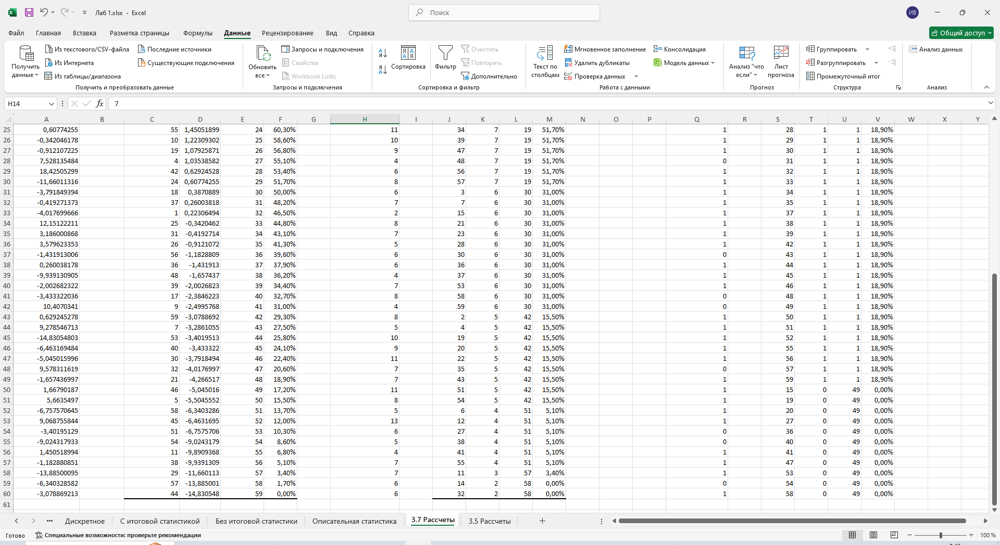 Лаб 1.xlsx - Excel
Поиск
ИВ
Файл Главная Вставка Разметка страницы Формулы Данные Рецензирование Вид Справка Общий доступ
Получить данные
Из текстового/CSV-файла
Из Интернета
Из таблицы/диапазона
Последние источники
Существующие подключения
Получить и преобразовать данные
Обновить все
Запросы и подключения
Свойства
Workbook Links
Запросы и подключения
Сортировка
Фильтр
Очистить
Повторить
Дополнительно
Сортировка и фильтр
Текст по столбцам
Мгновенное заполнение
Удалить дубликаты
Проверка данных
Консолидация
Модель данных
Работа с данными
Анализ "что если"
Лист прогноза
Прогноз
Группировать
Разгруппировать
Промежуточный итог
Структура
Анализ данных
Анализ
H14 fx 7
A B C D E F G H I J K L M N O P Q R S T U V W X Y
25 0,60774255 55 1,45051899 24 60,30% 11 34 7 19 51,70% 1 28 1 1 18,90%
26 -0,342046178 10 1,22309302 25 58,60% 10 39 7 19 51,70% 1 29 1 1 18,90%
27 -0,912107225 19 1,07925871 26 56,80% 9 47 7 19 51,70% 1 30 1 1 18,90%
28 7,528135484 4 1,03538582 27 55,10% 4 48 7 19 51,70% 0 31 1 1 18,90%
29 18,42505299 42 0,62924528 28 53,40% 6 56 7 19 51,70% 1 32 1 1 18,90%
30 -11,66011316 24 0,60774255 29 51,70% 8 57 7 19 51,70% 1 33 1 1 18,90%
31 -3,791849394 18 0,3870889 30 50,00% 6 3 6 30 31,00% 1 34 1 1 18,90%
32 -0,419271373 37 0,26003818 31 48,20% 7 7 6 30 31,00% 1 35 1 1 18,90%
33 -4,017699666 1 0,22306494 32 46,50% 2 15 6 30 31,00% 1 37 1 1 18,90%
34 12,15122211 25 -0,3420462 33 44,80% 8 21 6 30 31,00% 1 38 1 1 18,90%
35 3,186000868 31 -0,4192714 34 43,10% 7 23 6 30 31,00% 1 39 1 1 18,90%
36 3,579623353 26 -0,9121072 35 41,30% 5 28 6 30 31,00% 1 42 1 1 18,90%
37 -1,431913006 56 -1,1828809 36 39,60% 6 30 6 30 31,00% 0 43 1 1 18,90%
38 0,260038178 36 -1,431913 37 37,90% 6 36 6 30 31,00% 1 44 1 1 18,90%
39 -9,939130905 48 -1,657437 38 36,20% 4 37 6 30 31,00% 1 45 1 1 18,90%
40 -2,002682322 39 -2,0026823 39 34,40% 7 53 6 30 31,00% 1 46 1 1 18,90%
41 -3,433322036 17 -2,3846223 40 32,70% 8 58 6 30 31,00% 0 48 1 1 18,90%
42 10,4070341 9 -2,4995768 41 31,00% 4 59 6 30 31,00% 0 49 1 1 18,90%
43 0,629245278 59 -3,0788692 42 29,30% 8 2 5 42 15,50% 1 50 1 1 18,90%
44 9,278546713 7 -3,2861055 43 27,50% 5 4 5 42 15,50% 1 51 1 1 18,90%
45 -14,83054803 53 -3,4019513 44 25,80% 10 19 5 42 15,50% 1 52 1 1 18,90%
46 -6,463169484 40 -3,433322 45 24,10% 9 20 5 42 15,50% 1 55 1 1 18,90%
47 -5,045015996 30 -3,7918494 46 22,40% 11 22 5 42 15,50% 1 56 1 1 18,90%
48 9,578311619 32 -4,0176997 47 20,60% 7 35 5 42 15,50% 0 57 1 1 18,90%
49 -1,657436997 21 -4,266517 48 18,90% 7 43 5 42 15,50% 1 59 1 1 18,90%
50 1,66790187 46 -5,045016 49 17,20% 11 51 5 42 15,50% 1 15 0 49 0,00%
51 5,6635497 5 -5,5045552 50 15,50% 8 54 5 42 15,50% 1 19 0 49 0,00%
52 -6,757570645 58 -6,3403286 51 13,70% 5 6 4 51 5,10% 1 20 0 49 0,00%
53 9,068755844 45 -6,4631695 52 12,00% 13 12 4 51 5,10% 1 27 0 49 0,00%
54 -3,40195129 51 -6,7575706 53 10,30% 6 27 4 51 5,10% 0 36 0 49 0,00%
55 -9,024317933 54 -9,0243179 54 8,60% 5 38 4 51 5,10% 0 40 0 49 0,00%
56 1,450518994 11 -9,8909368 55 6,80% 4 41 4 51 5,10% 1 41 0 49 0,00%
57 -1,182880851 38 -9,9391309 56 5,10% 7 55 4 51 5,10% 1 47 0 49 0,00%
58 -13,88500095 29 -11,660113 57 3,40% 7 11 3 57 3,40% 1 53 0 49 0,00%
59 -6,340328582 57 -13,885001 58 1,70% 6 14 2 58 0,00% 0 54 0 49 0,00%
60 -3,078869213 44 -14,830548 59 0,00% 6 32 2 58 0,00% 1 58 0 49 0,00%
61
Дискретное С итоговой статистикой Без итоговой статистики Описательная статистика 3.7 Рассчеты 3.5 Рассчеты
Готово Специальные возможности: проверьте рекомендации 100 %